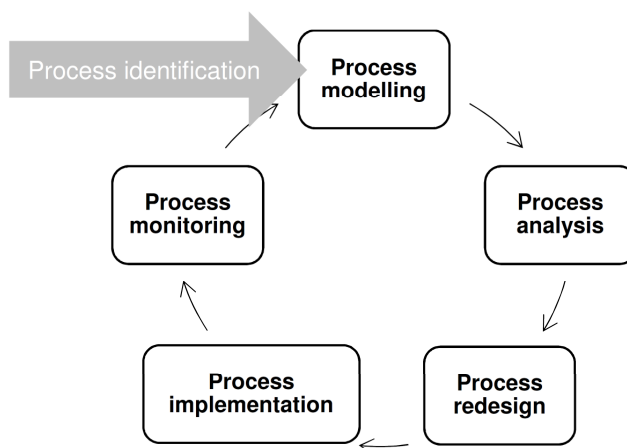 Process identification
Process
modelling
Process
analysis
Process
redesign
Process
implementation
Process
monitoring